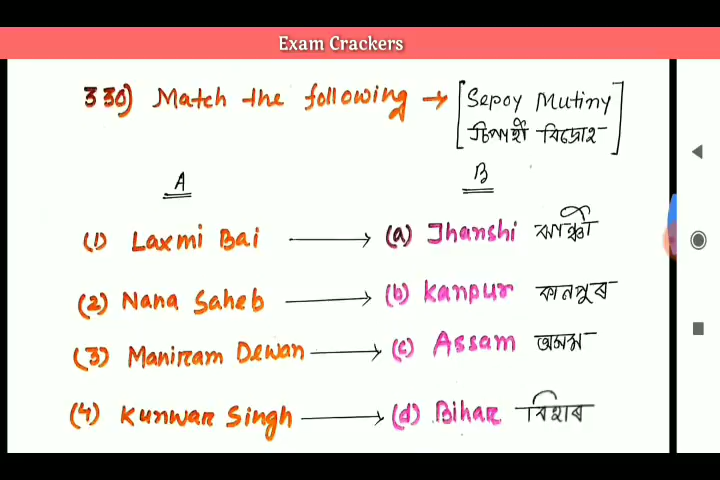 Exam Crackers
330) Match the following → [Sepoy Mutiny
চিপাহী বিদ্ৰোহ]
A B
(1) Laxmi Bai → (a) Jhanshi ঝান্সী
(2) Nana Saheb → (b) Kanpur কানপুৰ
(3) Maniram Dewan → (c) Assam অসম
(4) Kunwar Singh → (d) Bihar বিহাৰ